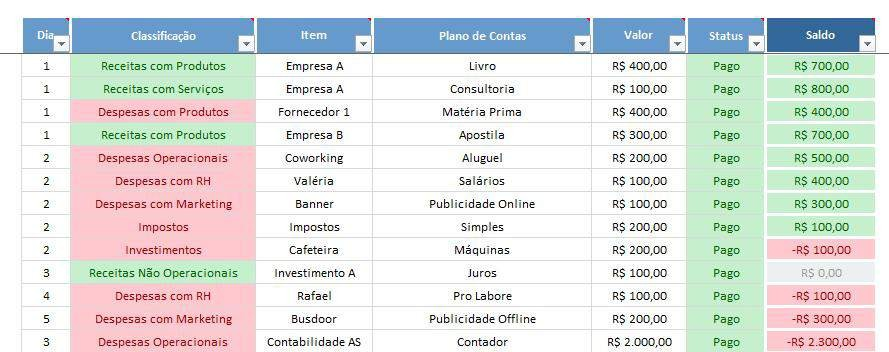 Dia Classificação Item Plano de Contas Valor Status Saldo
1 Receitas com Produtos Empresa A Livro R$ 400,00 Pago R$ 700,00
1 Receitas com Serviços Empresa A Consultoria R$ 100,00 Pago R$ 800,00
1 Despesas com Produtos Fornecedor 1 Matéria Prima R$ 400,00 Pago R$ 400,00
1 Receitas com Produtos Empresa B Apostila R$ 300,00 Pago R$ 700,00
2 Despesas Operacionais Coworking Aluguel R$ 200,00 Pago R$ 500,00
2 Despesas com RH Valéria Salários R$ 100,00 Pago R$ 400,00
2 Despesas com Marketing Banner Publicidade Online R$ 100,00 Pago R$ 300,00
2 Impostos Impostos Simples R$ 200,00 Pago R$ 100,00
2 Investimentos Cafeteira Máquinas R$ 200,00 Pago -R$ 100,00
3 Receitas Não Operacionais Investimento A Juros R$ 100,00 Pago R$ 0,00
4 Despesas com RH Rafael Pro Labore R$ 100,00 Pago -R$ 100,00
5 Despesas com Marketing Busdoor Publicidade Offline R$ 200,00 Pago -R$ 300,00
3 Despesas Operacionais Contabilidade AS Contador R$ 2.000,00 Pago -R$ 2.300,00